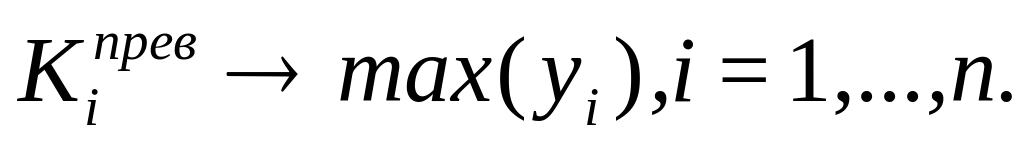 K_i^{прев} → max(y_i), i = 1,...,n.